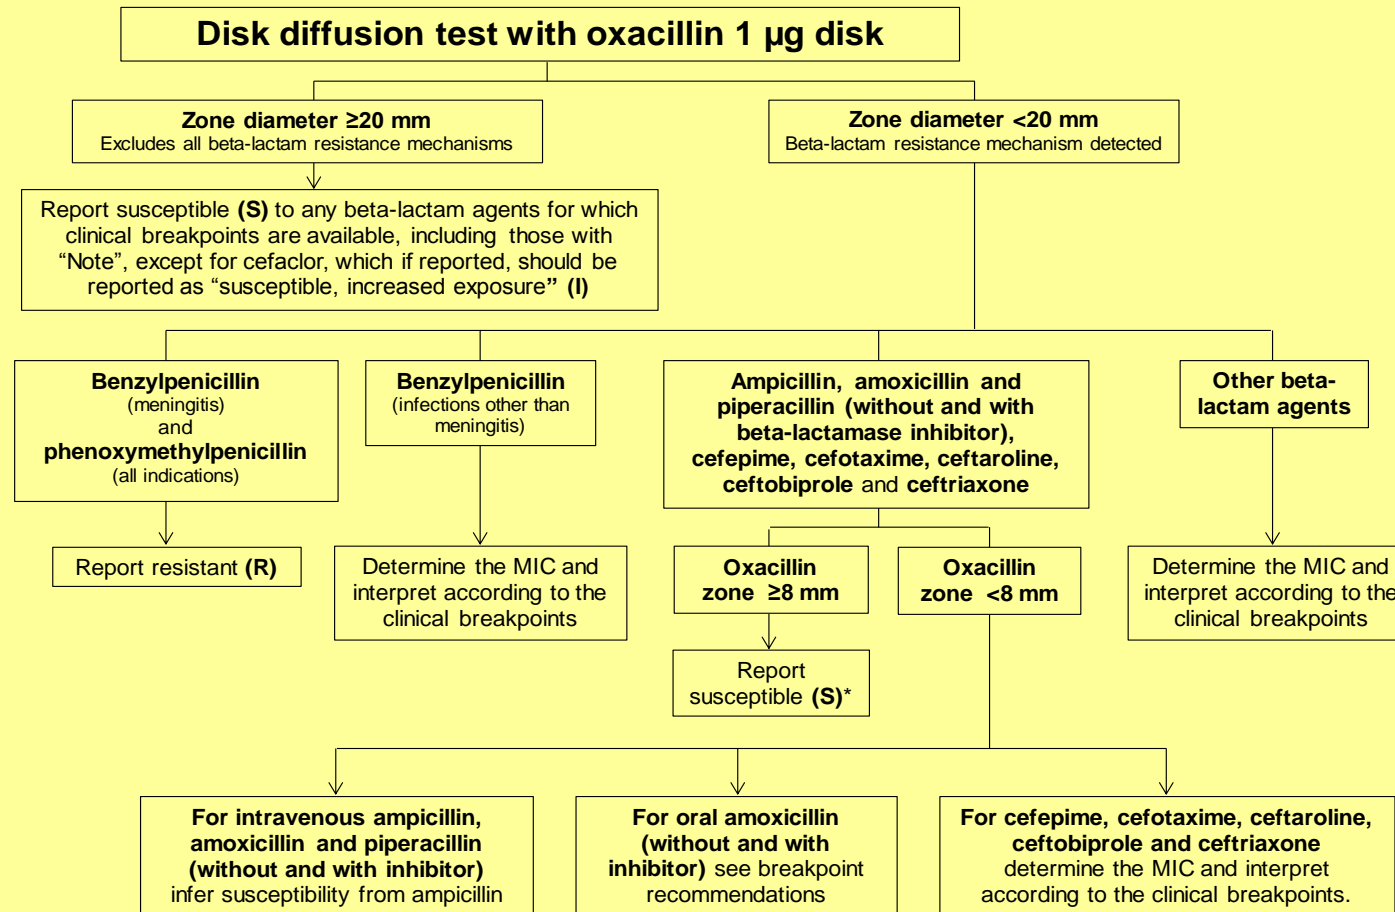 Disk diffusion test with oxacillin 1 µg disk
Zone diameter ≥20 mm
Excludes all beta-lactam resistance mechanisms
Zone diameter <20 mm
Beta-lactam resistance mechanism detected
Report susceptible (S) to any beta-lactam agents for which
clinical breakpoints are available, including those with
“Note”, except for cefaclor, which if reported, should be
reported as “susceptible, increased exposure” (I)
Benzylpenicillin
(meningitis)
and
phenoxymethylpenicillin
(all indications)
Benzylpenicillin
(infections other than
meningitis)
Ampicillin, amoxicillin and
piperacillin (without and with
beta-lactamase inhibitor),
cefepime, cefotaxime, ceftaroline,
ceftobiprole and ceftriaxone
Other beta-
lactam agents
Report resistant (R)
Determine the MIC and
interpret according to the
clinical breakpoints
Oxacillin
zone ≥8 mm
Oxacillin
zone <8 mm
Determine the MIC and
interpret according to the
clinical breakpoints
Report
susceptible (S)*
For intravenous ampicillin,
amoxicillin and piperacillin
(without and with inhibitor)
infer susceptibility from ampicillin
For oral amoxicillin
(without and with
inhibitor) see breakpoint
recommendations
For cefepime, cefotaxime, ceftaroline,
ceftobiprole and ceftriaxone
determine the MIC and interpret
according to the clinical breakpoints.